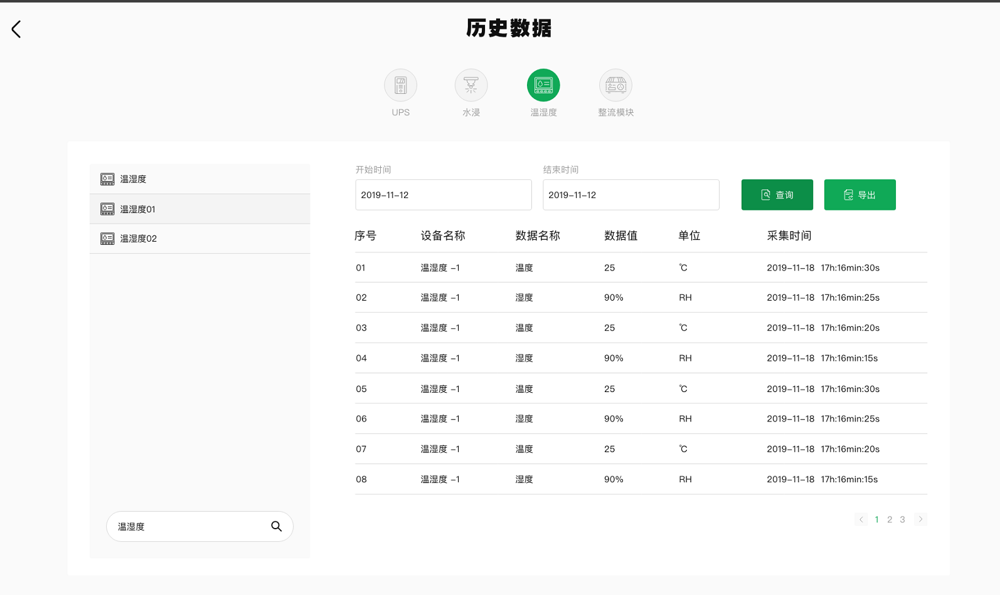 历史数据
UPS 水浸 温湿度 整流模块
温湿度
温湿度01
温湿度02
温湿度
开始时间 结束时间
2019-11-12 2019-11-12 查询 导出
序号 设备名称 数据名称 数据值 单位 采集时间
01 温湿度 -1 温度 25 ℃ 2019-11-18 17h:16min:30s
02 温湿度 -1 湿度 90% RH 2019-11-18 17h:16min:25s
03 温湿度 -1 温度 25 ℃ 2019-11-18 17h:16min:20s
04 温湿度 -1 湿度 90% RH 2019-11-18 17h:16min:15s
05 温湿度 -1 温度 25 ℃ 2019-11-18 17h:16min:30s
06 温湿度 -1 湿度 90% RH 2019-11-18 17h:16min:25s
07 温湿度 -1 温度 25 ℃ 2019-11-18 17h:16min:20s
08 温湿度 -1 湿度 90% RH 2019-11-18 17h:16min:15s
1 2 3